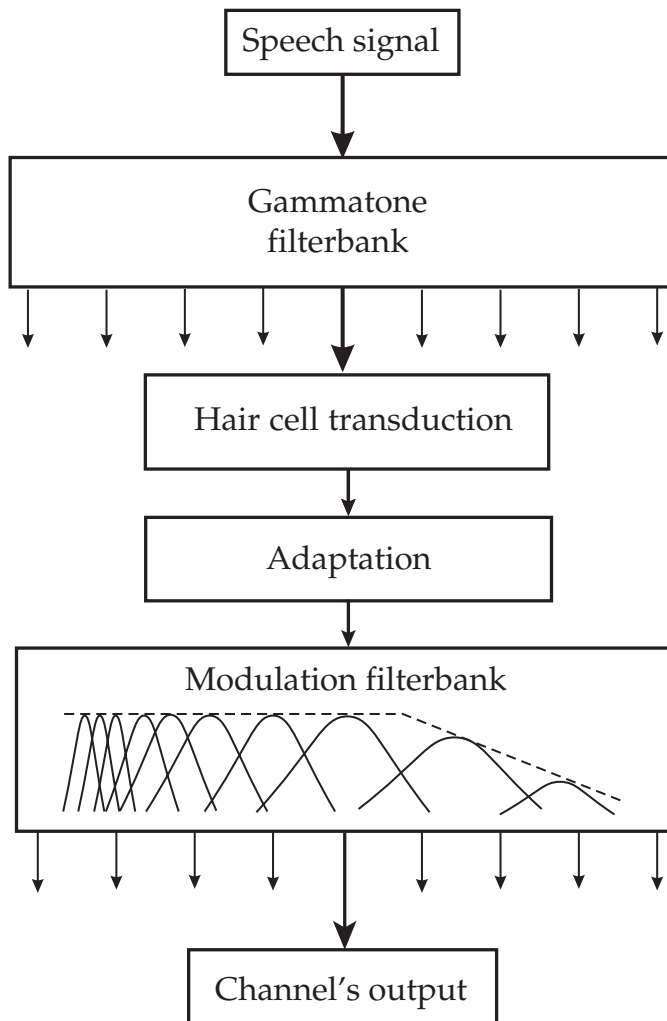 Speech signal
Gammatone
filterbank
Hair cell transduction
Adaptation
Modulation filterbank
Channel's output